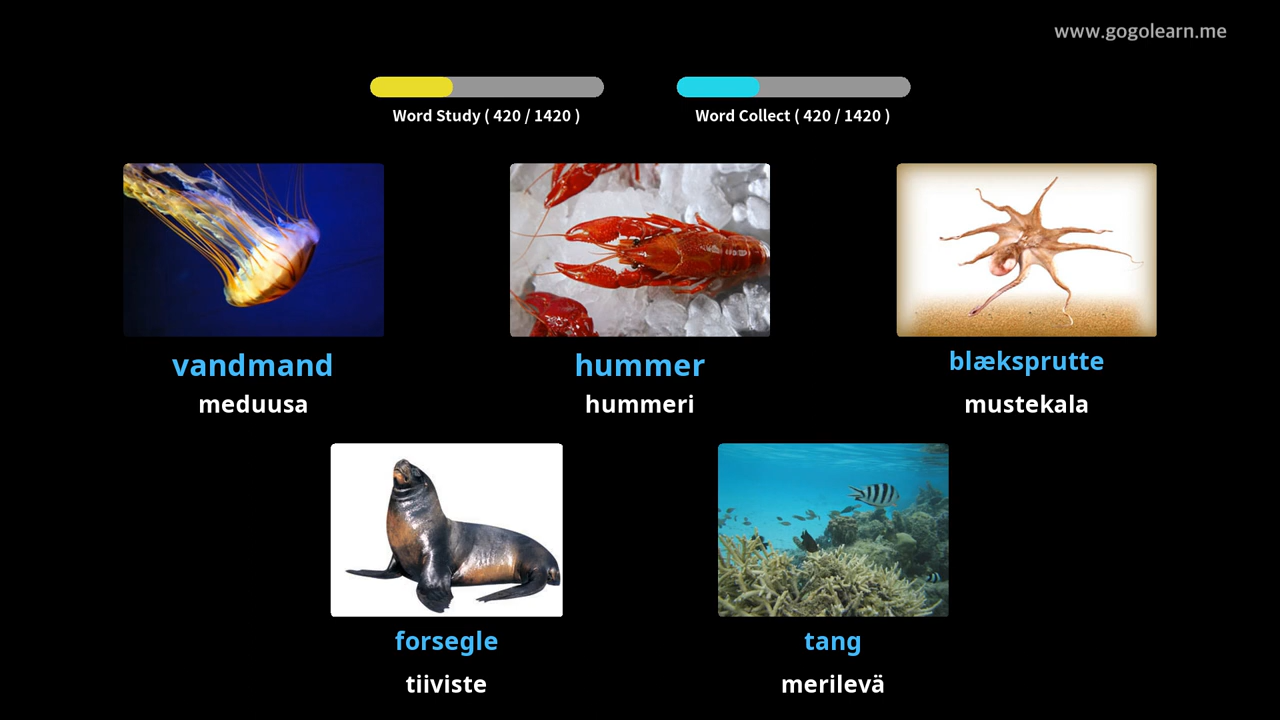 www.gogolearn.me
Word Study ( 420 / 1420 )
Word Collect ( 420 / 1420 )
vandmand
hummer
blæksprutte
meduusa
hummeri
mustekala
forsegle
tang
tiiviste
merilevä